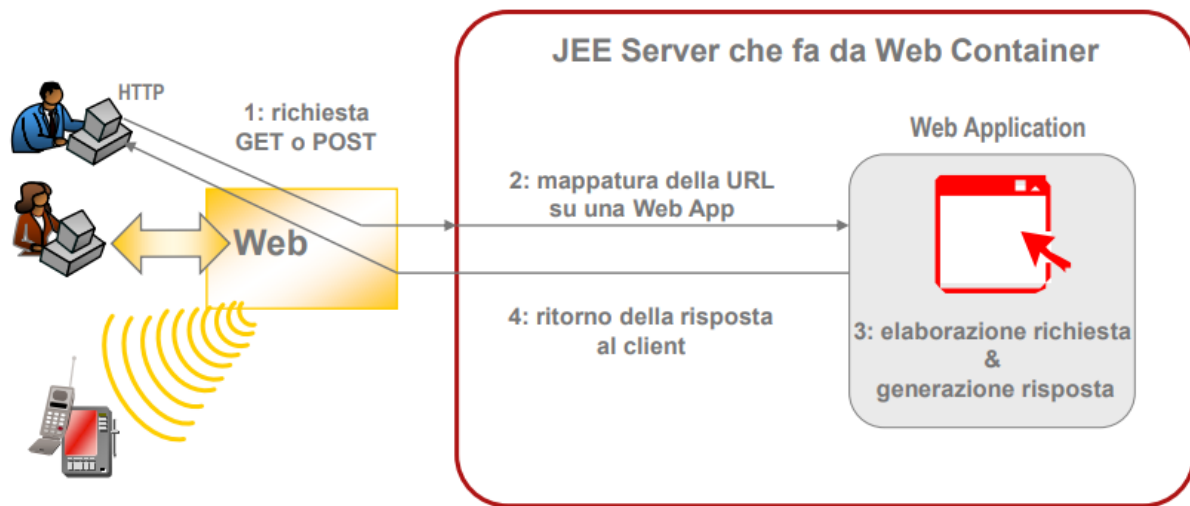 JEE Server che fa da Web Container
HTTP
1: richiesta
GET o POST
Web Application
2: mappatura della URL
su una Web App
Web
4: ritorno della risposta
al client
3: elaborazione richiesta
&
generazione risposta